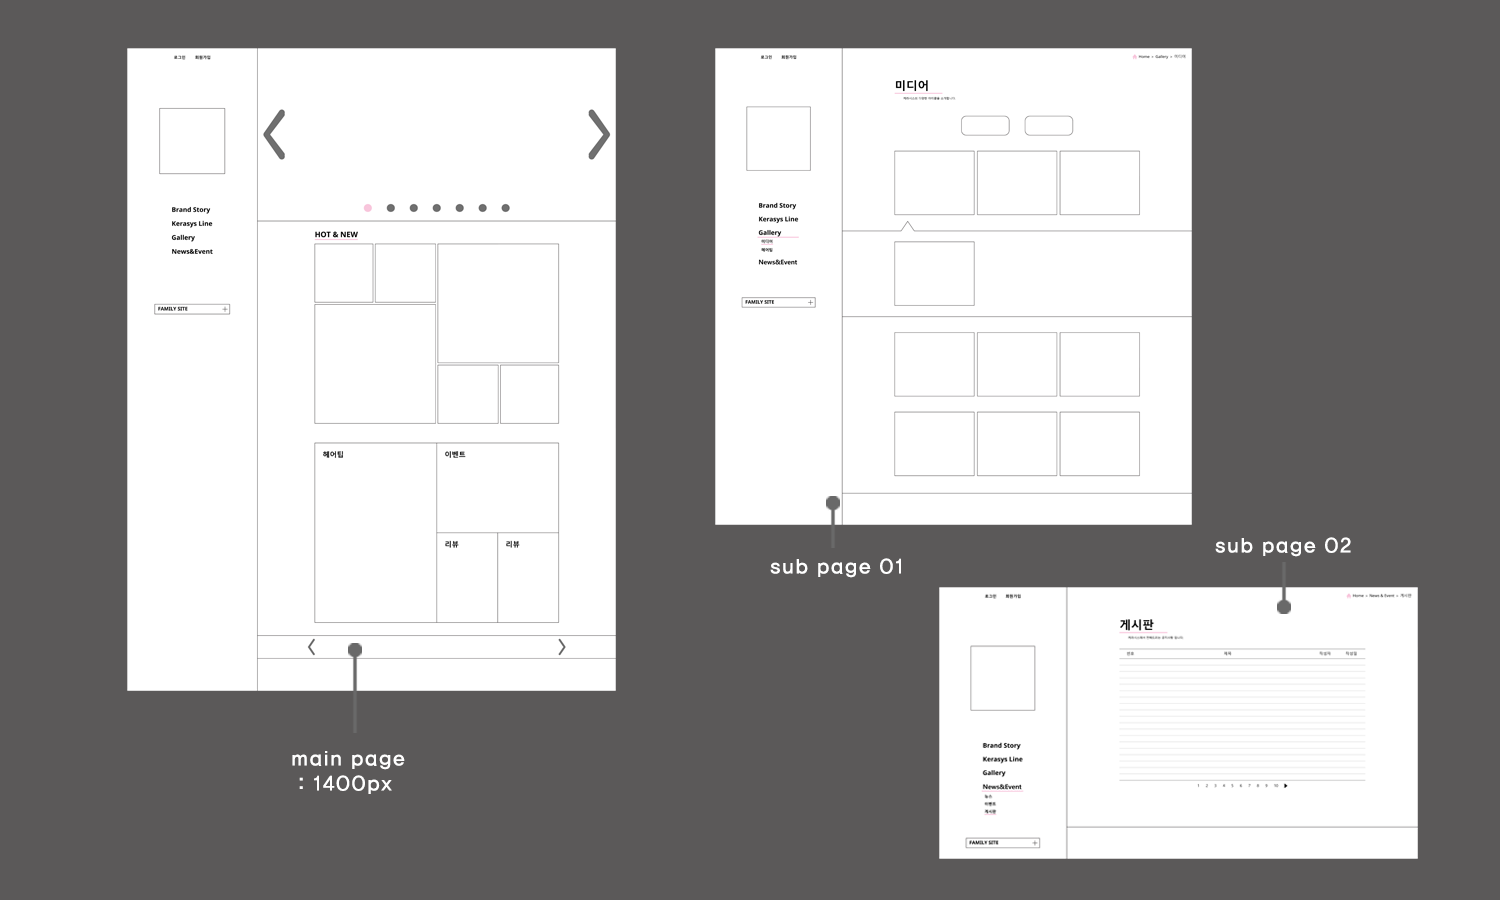 로그인 회원가입
Brand Story
Kerasys Line
Gallery
News&Event
FAMILY SITE +
HOT & NEW
헤어팁
이벤트
리뷰
리뷰
main page
: 1400px
로그인 회원가입
Brand Story
Kerasys Line
Gallery
미디어
헤어팁
News&Event
FAMILY SITE +
Home > Gallery > 미디어
미디어
sub page 01
sub page 02
로그인 회원가입
Brand Story
Kerasys Line
Gallery
News&Event
뉴스
이벤트
게시판
FAMILY SITE +
Home > News & Event > 게시판
게시판
번호 제목 작성자 작성일
1 2 3 4 5 6 7 8 9 10